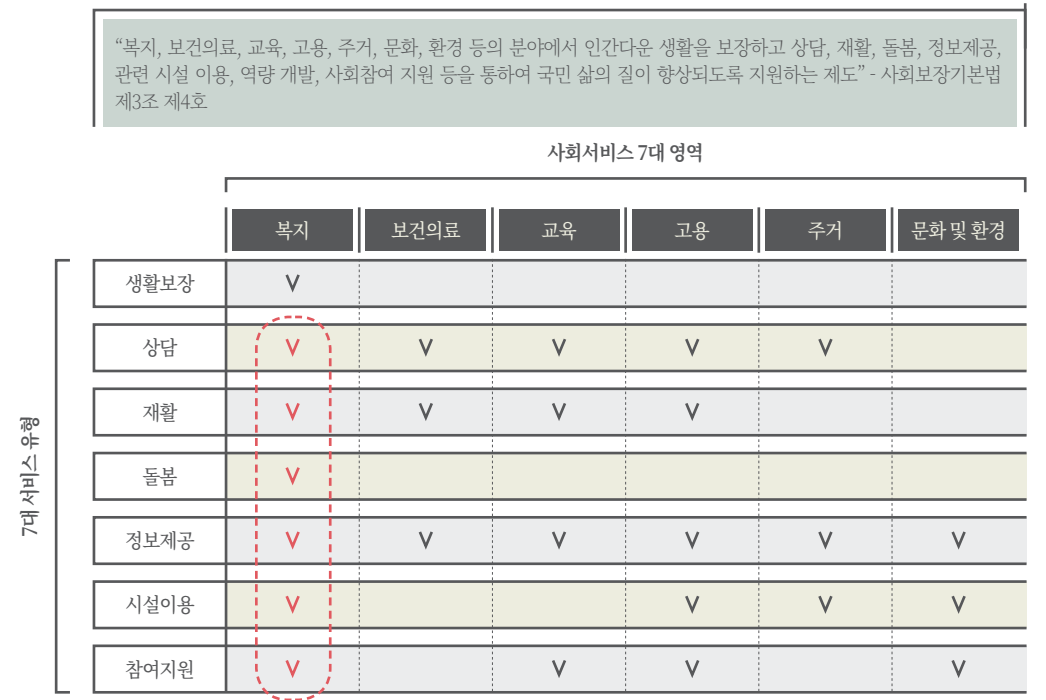 “복지, 보건의료, 교육, 고용, 주거, 문화, 환경 등의 분야에서 인간다운 생활을 보장하고 상담, 재활, 돌봄, 정보제공,
관련 시설 이용, 역량 개발, 사회참여 지원 등을 통하여 국민 삶의 질이 향상되도록 지원하는 제도” - 사회보장기본법
제3조 제4호
사회서비스 7대 영역
복지 보건의료 교육 고용 주거 문화 및 환경
7대 서비스 유형
생활보장 V
상담 V V V V V
재활 V V V V
돌봄 V
정보제공 V V V V V V
시설이용 V V V V
참여지원 V V V V